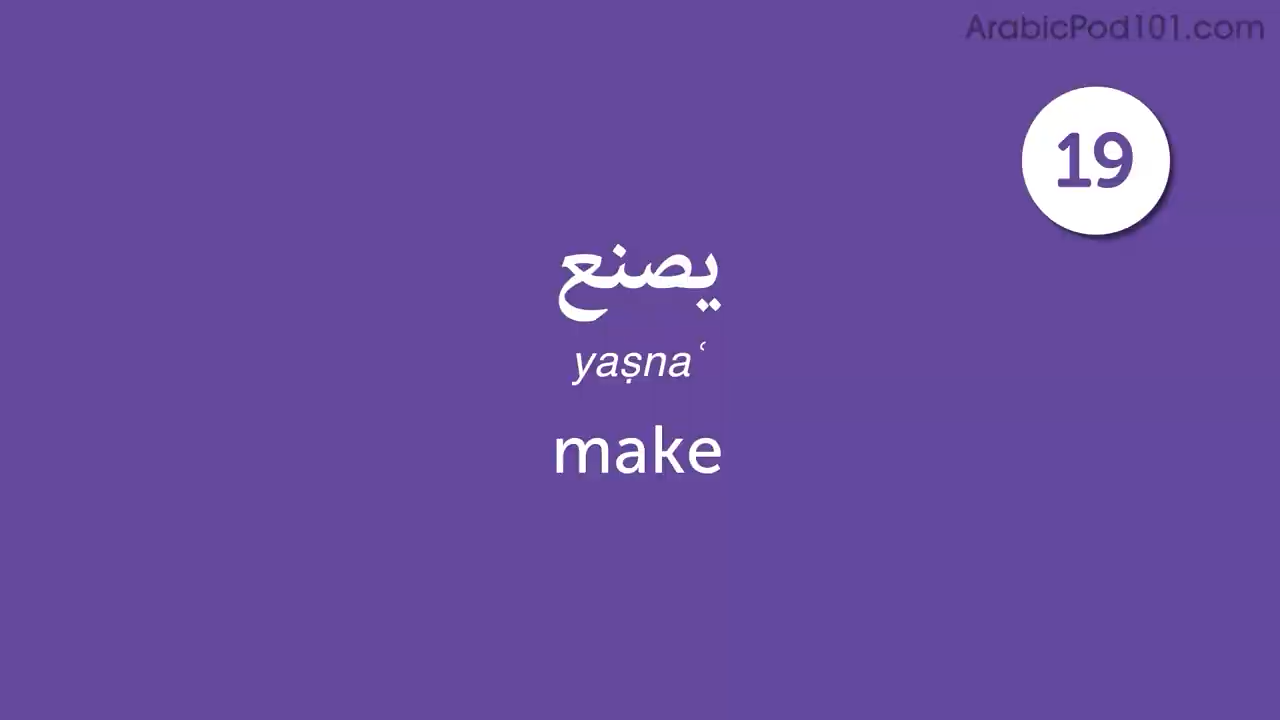 ArabicPod101.com
19
يصنع
yaṣnaʿ
make